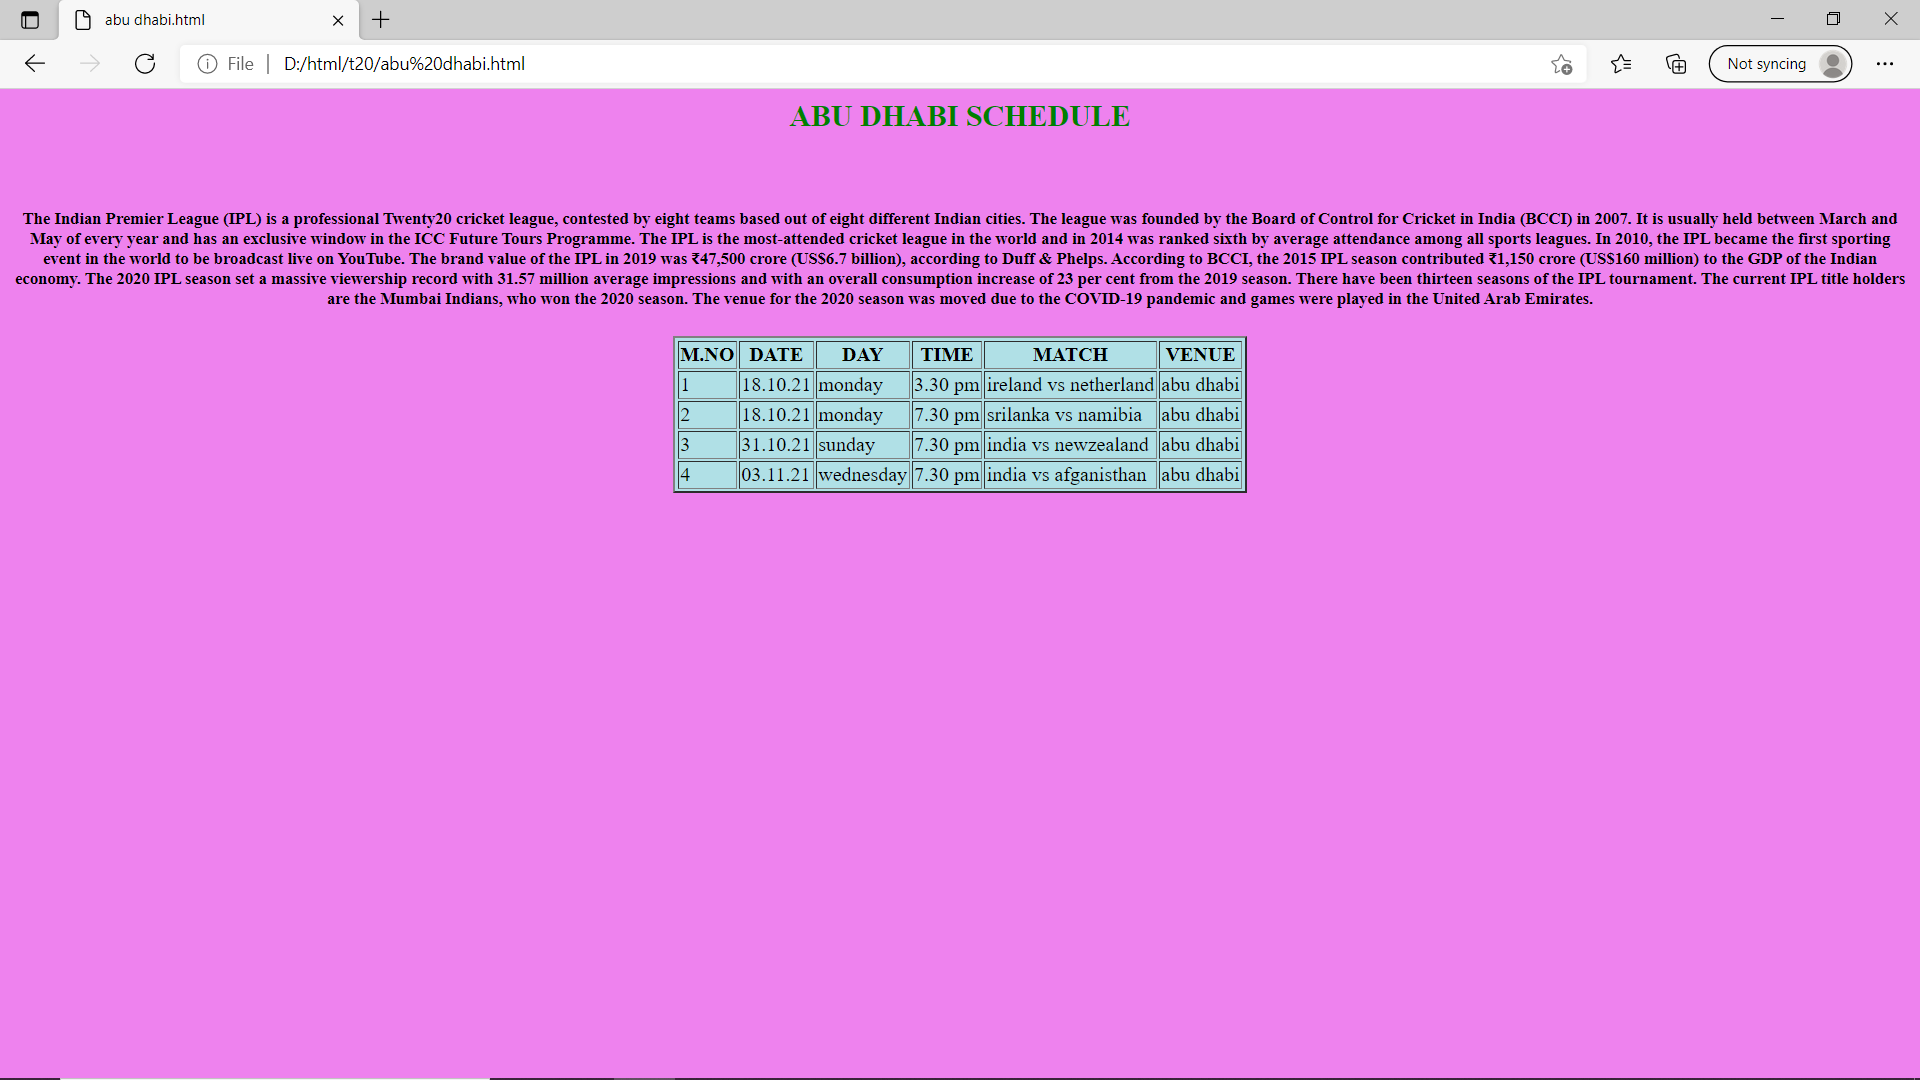 abu dhabi.html
File D:/html/t20/abu%20dhabi.html
Not syncing
ABU DHABI SCHEDULE
The Indian Premier League (IPL) is a professional Twenty20 cricket league, contested by eight teams based out of eight different Indian cities. The league was founded by the Board of Control for Cricket in India (BCCI) in 2007. It is usually held between March and
May of every year and has an exclusive window in the ICC Future Tours Programme. The IPL is the most-attended cricket league in the world and in 2014 was ranked sixth by average attendance among all sports leagues. In 2010, the IPL became the first sporting
event in the world to be broadcast live on YouTube. The brand value of the IPL in 2019 was ₹47,500 crore (US$6.7 billion), according to Duff & Phelps. According to BCCI, the 2015 IPL season contributed ₹1,150 crore (US$160 million) to the GDP of the Indian
economy. The 2020 IPL season set a massive viewership record with 31.57 million average impressions and with an overall consumption increase of 23 per cent from the 2019 season. There have been thirteen seasons of the IPL tournament. The current IPL title holders
are the Mumbai Indians, who won the 2020 season. The venue for the 2020 season was moved due to the COVID-19 pandemic and games were played in the United Arab Emirates.
M.NO DATE DAY TIME MATCH VENUE
1 18.10.21 monday 3.30 pm ireland vs netherland abu dhabi
2 18.10.21 monday 7.30 pm srilanka vs namibia abu dhabi
3 31.10.21 sunday 7.30 pm india vs newzealand abu dhabi
4 03.11.21 wednesday 7.30 pm india vs afganisthan abu dhabi